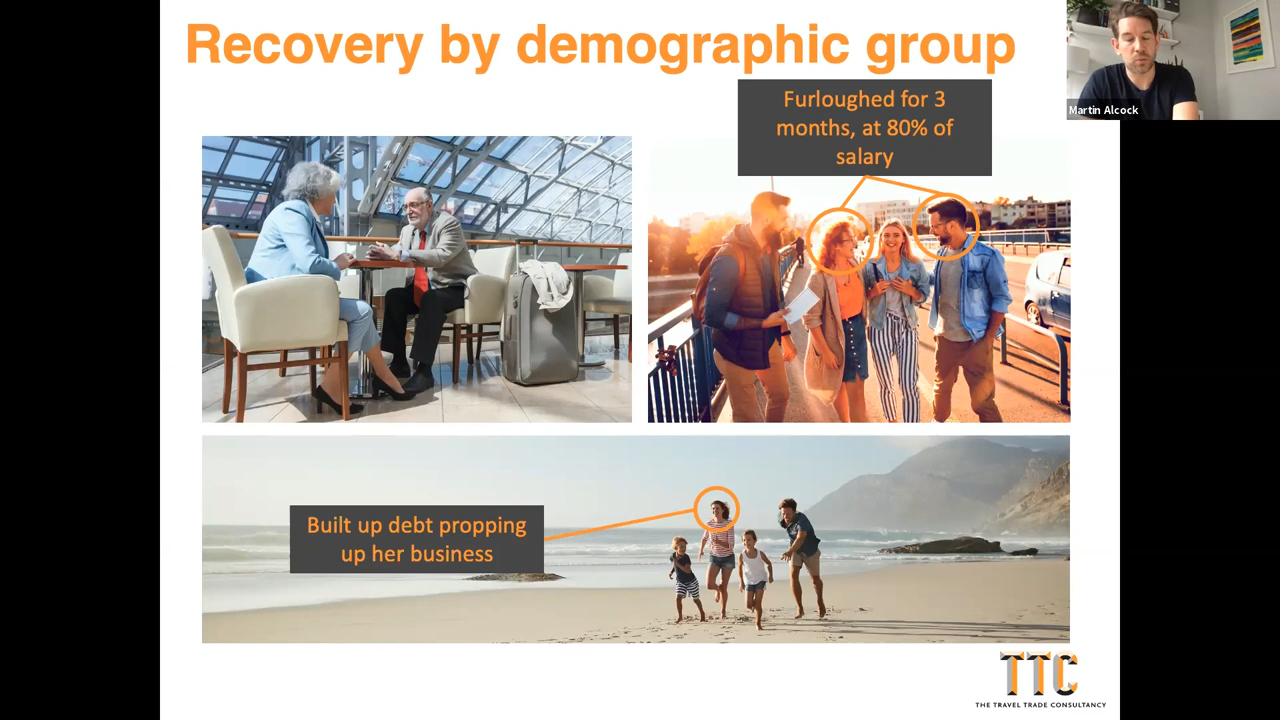 Recovery by demographic group
Martin Alcock
Furloughed for 3
months, at 80% of
salary
Built up debt propping
up her business
TTC
THE TRAVEL TRADE CONSULTANCY